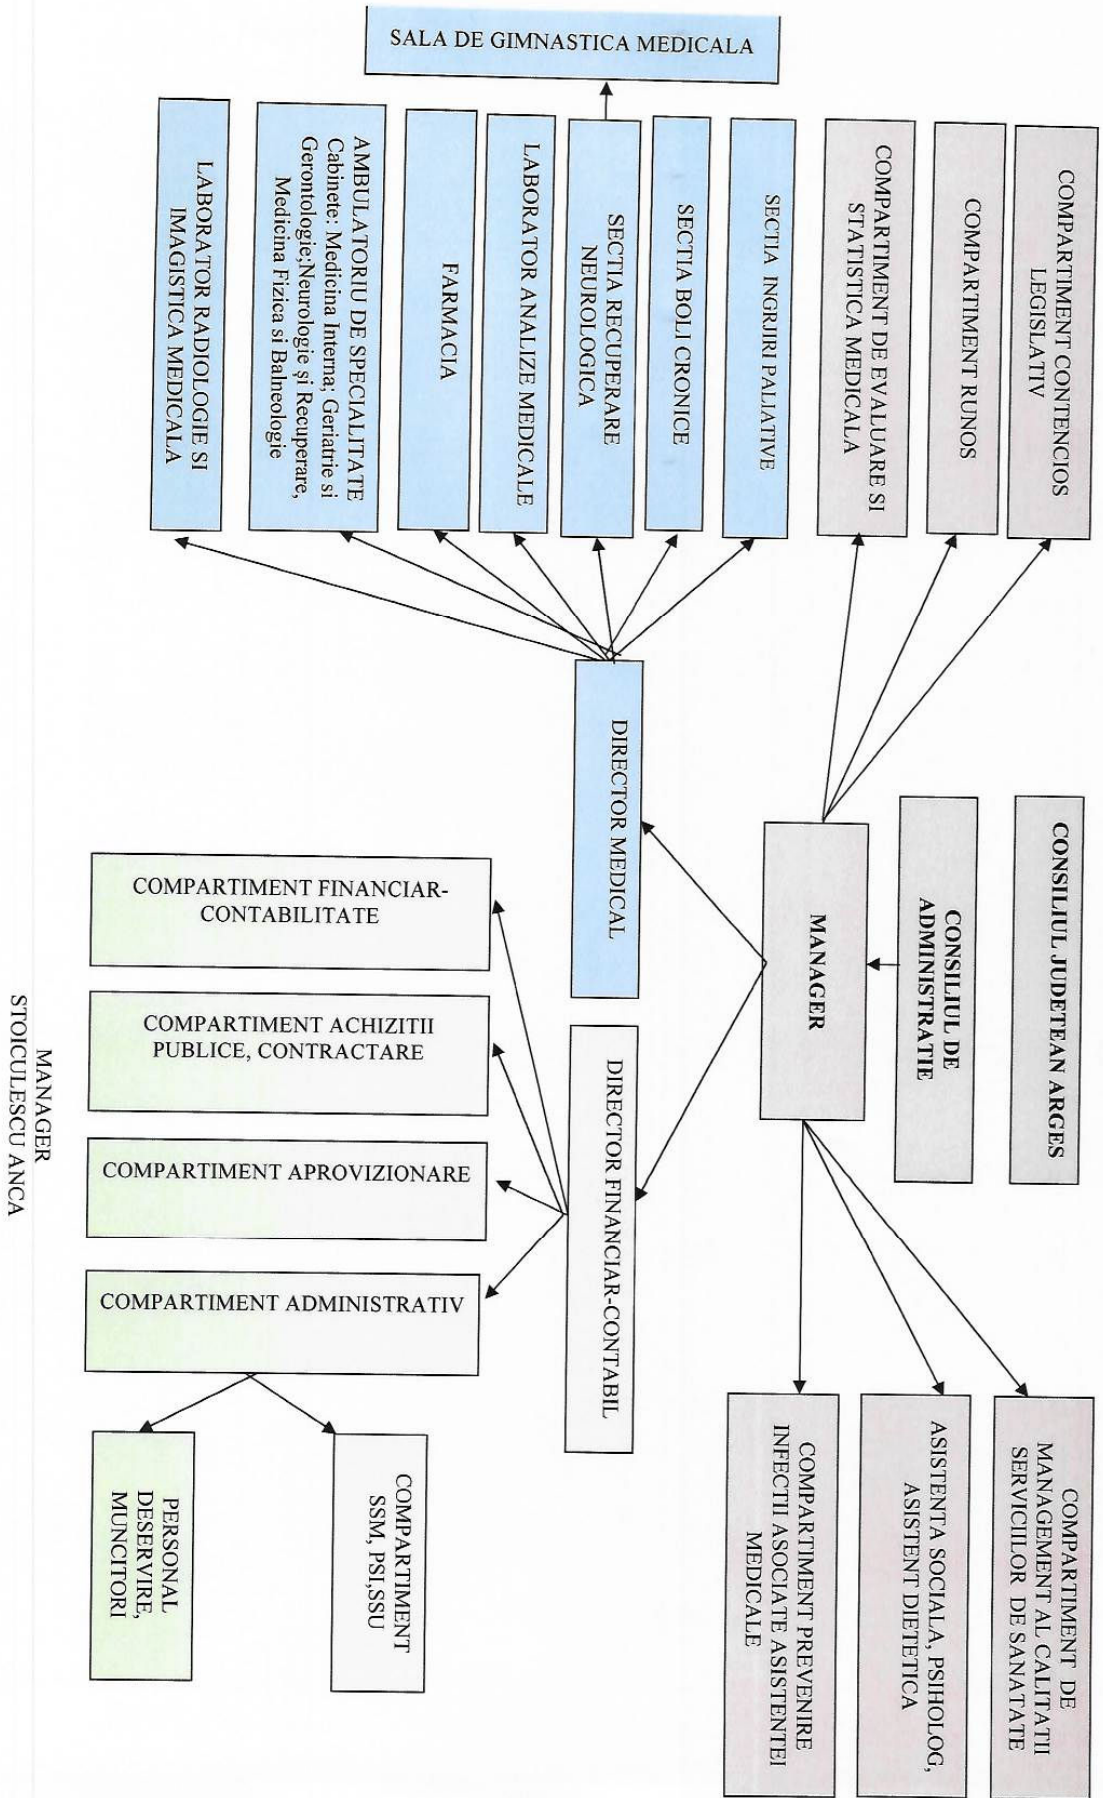 CONSILIUL JUDETEAN ARGES
CONSILIUL DE
ADMINISTRATIE
MANAGER
COMPARTIMENT CONTENCIOS
LEGISLATIV
COMPARTIMENT RUNOS
COMPARTIMENT DE EVALUARE SI
STATISTICA MEDICALA
COMPARTIMENT DE
MANAGEMENT AL CALITATII
SERVICIILOR DE SANATATE
ASISTENTA SOCIALA, PSIHOLOG,
ASISTENT DIETETICA
COMPARTIMENT PREVENIRE
INFECTII ASOCIATE ASISTENTEI
MEDICALE
DIRECTOR MEDICAL
DIRECTOR FINANCIAR-CONTABIL
SECTIA INGRJIRI PALIATIVE
SECTIA BOLI CRONICE
SECTIA RECUPERARE
NEUROLOGICA
SALA DE GIMNASTICA MEDICALA
LABORATOR ANALIZE MEDICALE
FARMACIA
AMBULATORIU DE SPECIALITATE
Cabinete: Medicina Interna; Geriatrie si
Gerontologie;Neurologie și Recuperare,
Medicina Fizica si Balneologie
LABORATOR RADIOLOGIE SI
IMAGISTICA MEDICALA
COMPARTIMENT FINANCIAR-
CONTABILITATE
COMPARTIMENT ACHIZITII
PUBLICE, CONTRACTARE
COMPARTIMENT APROVIZIONARE
COMPARTIMENT ADMINISTRATIV
COMPARTIMENT
SSM, PSI,SSU
PERSONAL
DESERVIRE,
MUNCITORI
MANAGER
STOICULESCU ANCA